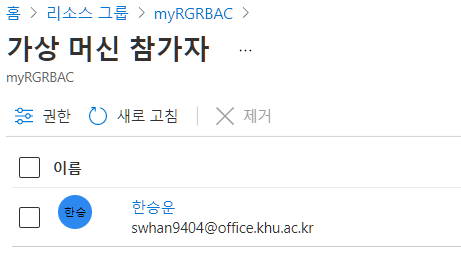 홈 > 리소스 그룹 > myRGRBAC >
가상 머신 참가자 ...
myRGRBAC
권한 새로 고침 | 제거
이름
한승 한승운
swhan9404@office.khu.ac.kr